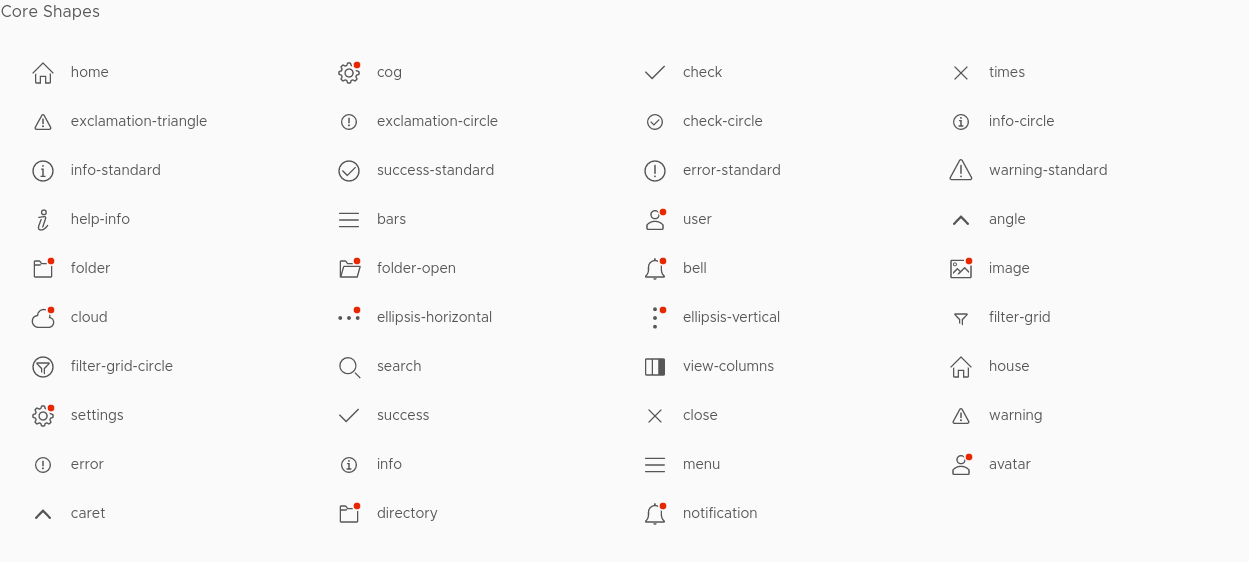 Core Shapes
home cog check times
exclamation-triangle exclamation-circle check-circle info-circle
info-standard success-standard error-standard warning-standard
help-info bars user angle
folder folder-open bell image
cloud ellipsis-horizontal ellipsis-vertical filter-grid
filter-grid-circle search view-columns house
settings success close warning
error info menu avatar
caret directory notification